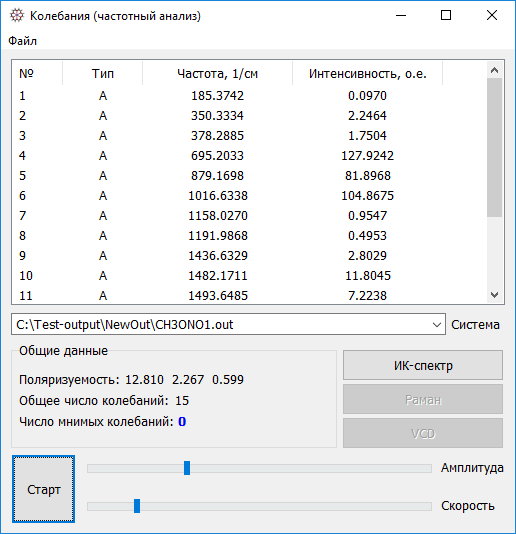 Колебания (частотный анализ)
Файл
№ Тип Частота, 1/см Интенсивность, о.е.
1 A 185.3742 0.0970
2 A 350.3334 2.2464
3 A 378.2885 1.7504
4 A 695.2033 127.9242
5 A 879.1698 81.8968
6 A 1016.6338 104.8675
7 A 1158.0270 0.9547
8 A 1191.9868 0.4953
9 A 1436.6329 2.8029
10 A 1482.1711 11.8045
11 A 1493.6485 7.2238
C:\Test-output\NewOut\CH3ONO1.out Система
Общие данные
Поляризуемость: 12.810 2.267 0.599
Общее число колебаний: 15
Число мнимых колебаний: 0
ИК-спектр
Раман
VCD
Старт
Амплитуда
Скорость